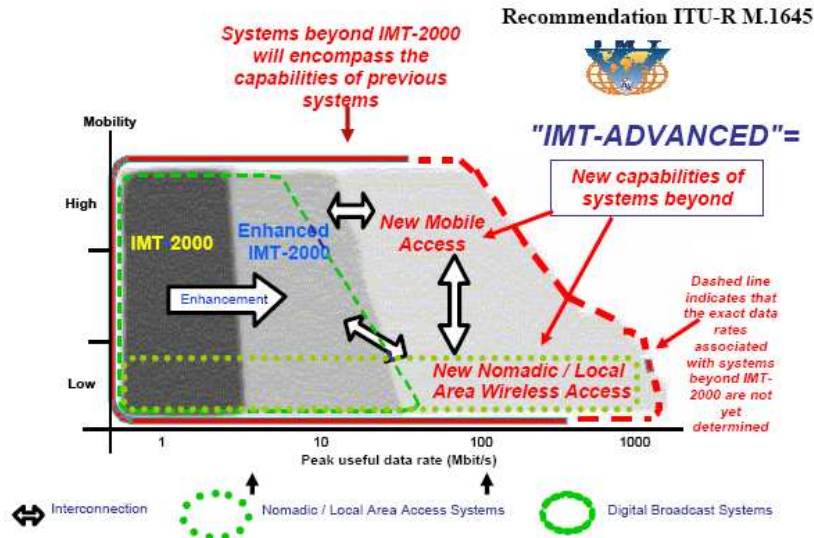 Recommendation ITU-R M.1645
Systems beyond IMT-2000
will encompass the
capabilities of previous
systems
IMT
Mobility
"IMT-ADVANCED"=
New capabilities of
systems beyond
High
IMT 2000
Enhanced
IMT-2000
New Mobile
Access
Enhancement
Dashed line
indicates that
the exact data
rates
associated
with systems
beyond IMT-
2000 are not
yet
determined
Low
New Nomadic / Local
Area Wireless Access
1
10
100
1000
Peak useful data rate (Mbit/s)
Interconnection
Nomadic / Local Area Access Systems
Digital Broadcast Systems